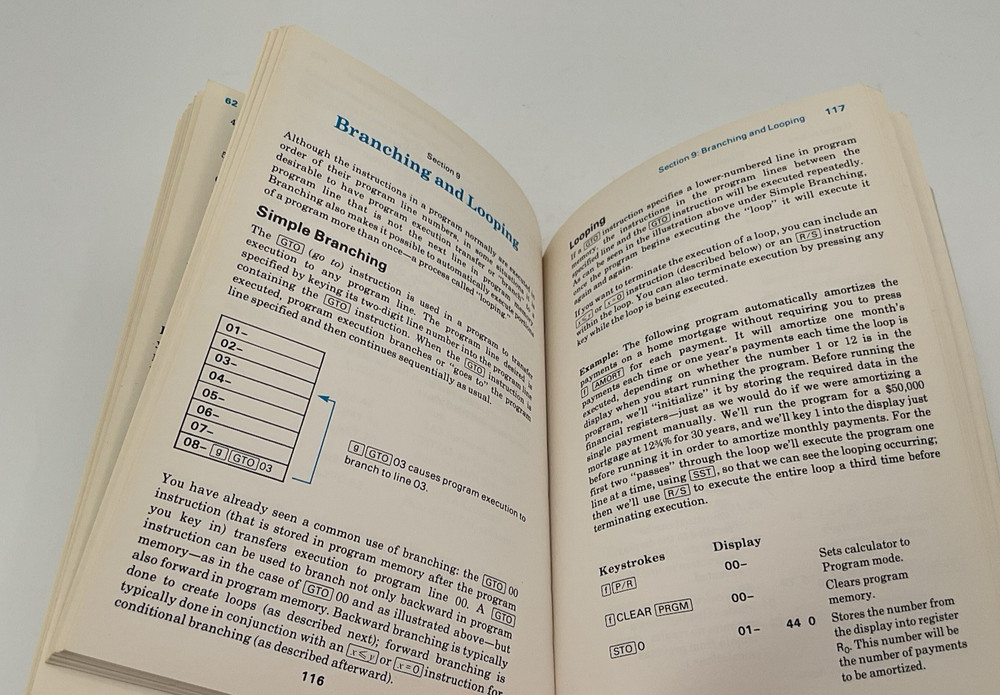 62
4
Section 9
Branching and Looping
Although the instructions in a program normally are executed in
order of their program line numbers, in some situations it is
desirable to have program execution transfer or "branch" to a
program line that is not the next line in program memory.
Branching also makes it possible to automatically execute portions
of a program more than once—a process called "looping."
Simple Branching
The GTO (go to) instruction is used in a program to transfer
execution to any program line. The program line desired is
specified by keying its two-digit line number into the program line
containing the GTO instruction. When the GTO instruction is
executed, program execution branches or "goes to" the program
line specified and then continues sequentially as usual.
01–
02–
03–
04–
05–
06–
07–
08– g GTO 03
g GTO 03 causes program execution to
branch to line 03.
You have already seen a common use of branching: the GTO 00
instruction (that is stored in program memory after the program
you key in) transfers execution to program line 00. A GTO
instruction can be used to branch not only backward in program
memory—as in the case of GTO 00 and as illustrated above—but
also forward in program memory. Backward branching is typically
done to create loops (as described next); forward branching is
typically done in conjunction with an x≤y or x=0 instruction for
conditional branching (as described afterward).
116
117
Section 9: Branching and Looping
Looping
If a GTO instruction specifies a lower-numbered line in program
memory, the instructions in the program lines between the
specified line and the GTO instruction will be executed repeatedly.
As can be seen in the illustration above under Simple Branching,
once the program begins executing the "loop" it will execute it
again and again.
If you want to terminate the execution of a loop, you can include an
x≤y or x=0 instruction (described below) or an R/S instruction
within the loop. You can also terminate execution by pressing any
key while the loop is being executed.
Example: The following program automatically amortizes the
payments on a home mortgage without requiring you to press
f AMORT for each payment. It will amortize one month's
payments each time or one year's payments each time the loop is
executed, depending on whether the number 1 or 12 is in the
display when you start running the program. Before running the
program, we'll "initialize" it by storing the required data in the
financial registers—just as we would do if we were amortizing a
single payment manually. We'll run the program for a $50,000
mortgage at 12¾% for 30 years, and we'll key 1 into the display just
before running it in order to amortize monthly payments. For the
first two "passes" through the loop we'll execute the program one
line at a time, using SST, so that we can see the looping occurring;
then we'll use R/S to execute the entire loop a third time before
terminating execution.
Keystrokes Display
f P/R 00– Sets calculator to
Program mode.
f CLEAR PRGM 00– Clears program
memory.
STO 0 01– 44 0 Stores the number from
the display into register
R0. This number will be
the number of payments
to be amortized.